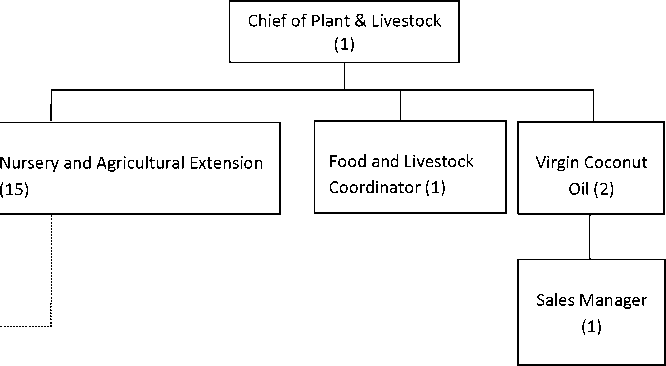 Chief of Plant & Livestock
(1)
Nursery and Agricultural Extension
(15)
Food and Livestock
Coordinator (1)
Virgin Coconut
Oil (2)
Sales Manager
(1)